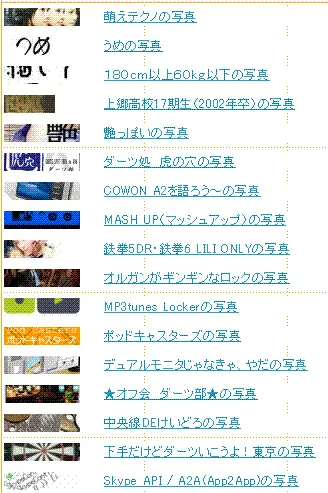 萌えテクノの写真
うめ
うめの写真
180cm以上60kg以下の写真
上郷高校17期生(2002年卒)の写真
艶
艶っぽいの写真
ダーツ処 虎の穴の写真
COWON A2を語ろう～の写真
MASH UP(マッシュアップ)の写真
鉄拳5DR・鉄拳6 LILI ONLYの写真
オルガンがギンギンなロックの写真
MP3tunes Lockerの写真
ポッドキャスターズ
ポッドキャスターズの写真
デュアルモニタじゃなきゃ、やだの写真
★オフ会 ダーツ部★の写真
中央線DEけいどろの写真
下手だけどダーツいこうよ！東京の写真
Skype API / A2A(App2App)の写真